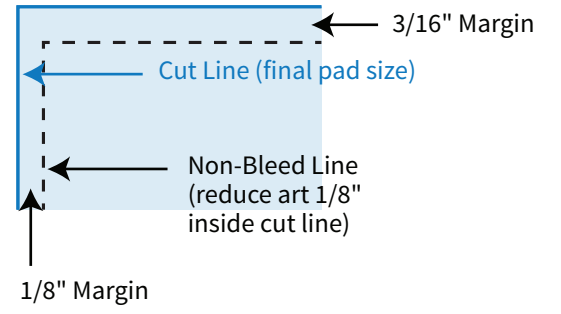 3/16" Margin
Cut Line (final pad size)
Non-Bleed Line
(reduce art 1/8"
inside cut line)
1/8" Margin